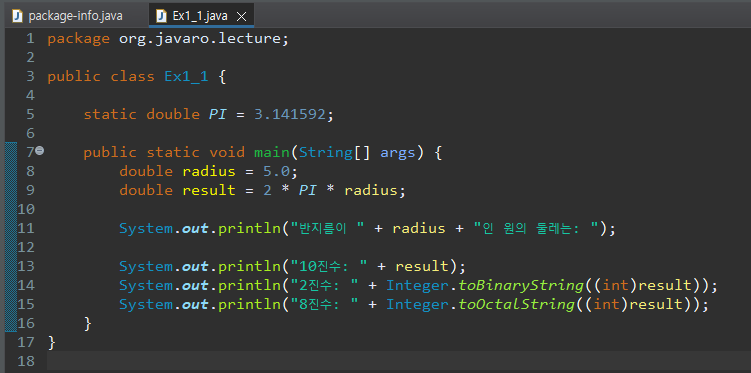 package-info.java Ex1_1.java
1 package org.javaro.lecture;
2
3 public class Ex1_1 {
4
5 static double PI = 3.141592;
6
7 public static void main(String[] args) {
8 double radius = 5.0;
9 double result = 2 * PI * radius;
10
11 System.out.println("반지름이 " + radius + "인 원의 둘레는: ");
12
13 System.out.println("10진수: " + result);
14 System.out.println("2진수: " + Integer.toBinaryString((int)result));
15 System.out.println("8진수: " + Integer.toOctalString((int)result));
16 }
17 }
18